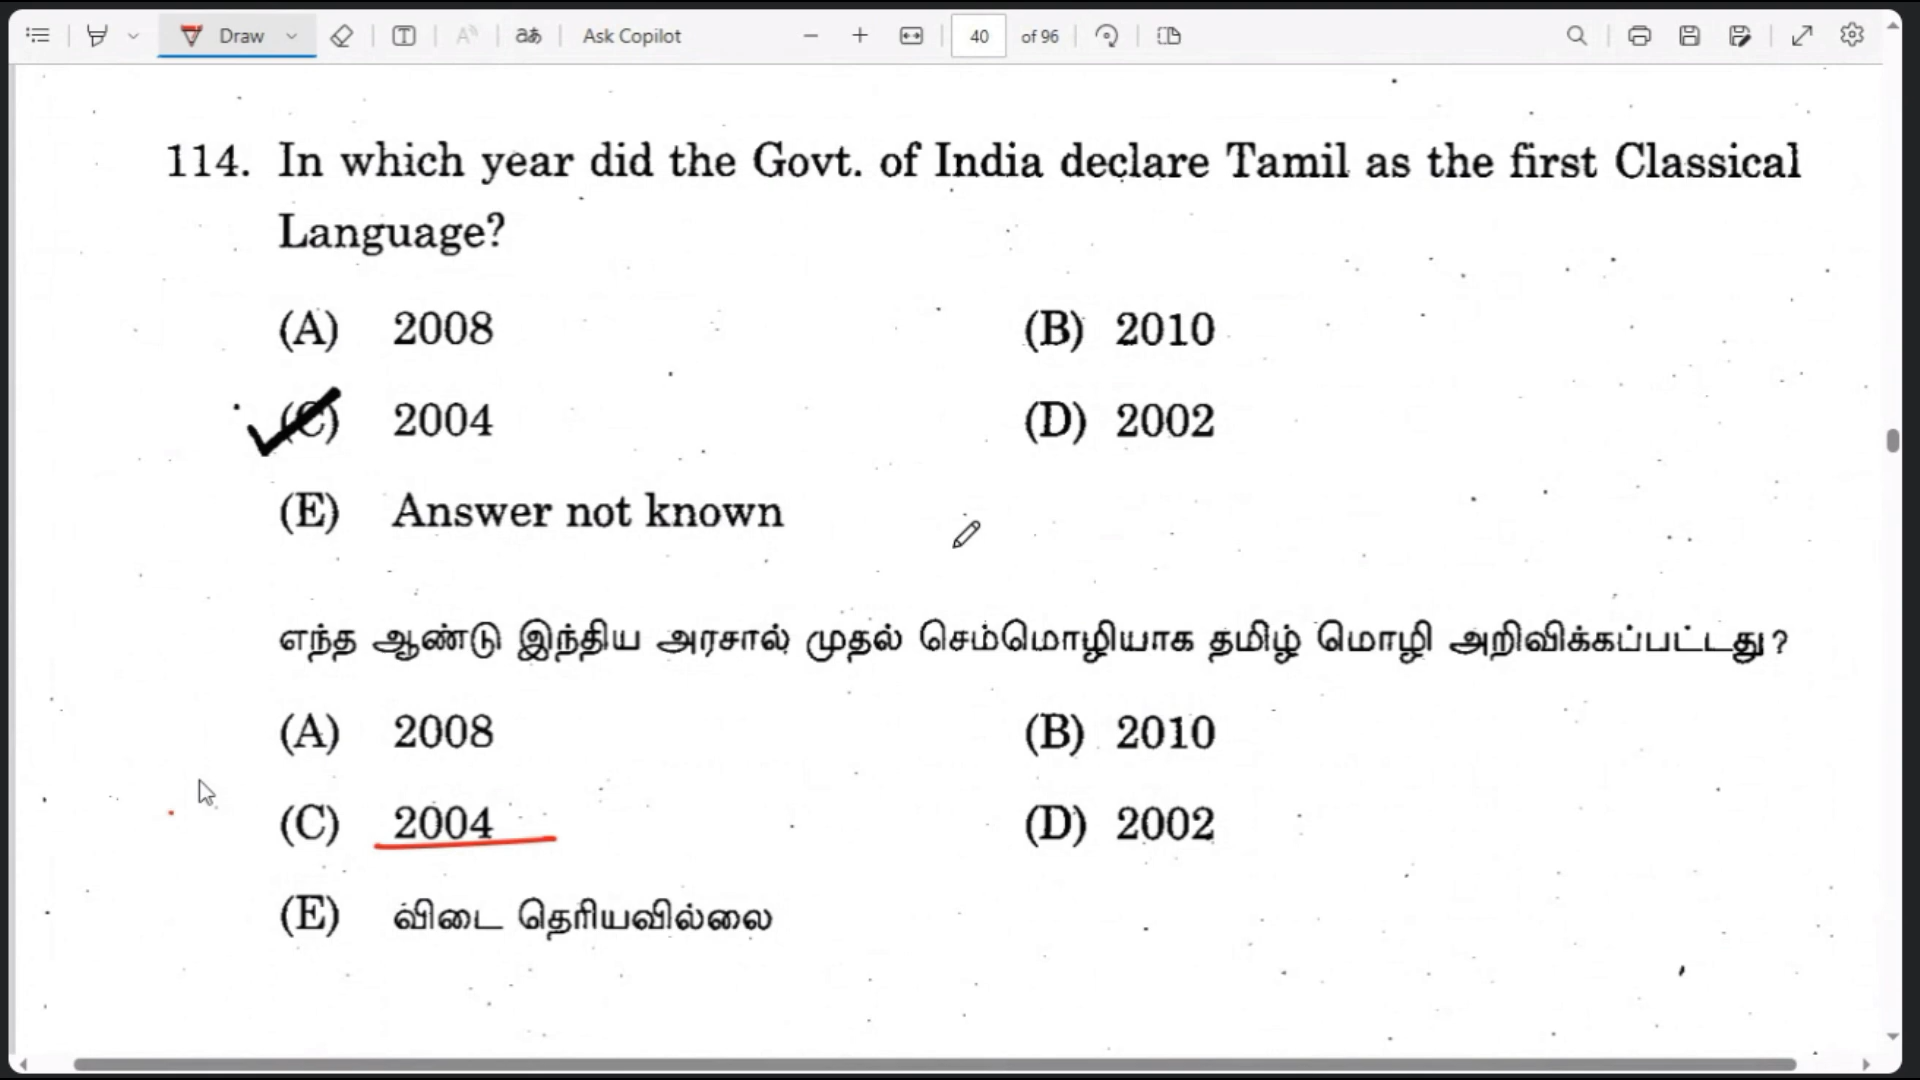 Draw
aあ
Ask Copilot
40 of 96
114. In which year did the Govt. of India declare Tamil as the first Classical
Language?
(A) 2008 (B) 2010
(C) 2004 (D) 2002
(E) Answer not known
எந்த ஆண்டு இந்திய அரசால் முதல் செம்மொழியாக தமிழ் மொழி அறிவிக்கப்பட்டது?
(A) 2008 (B) 2010
(C) 2004 (D) 2002
(E) விடை தெரியவில்லை